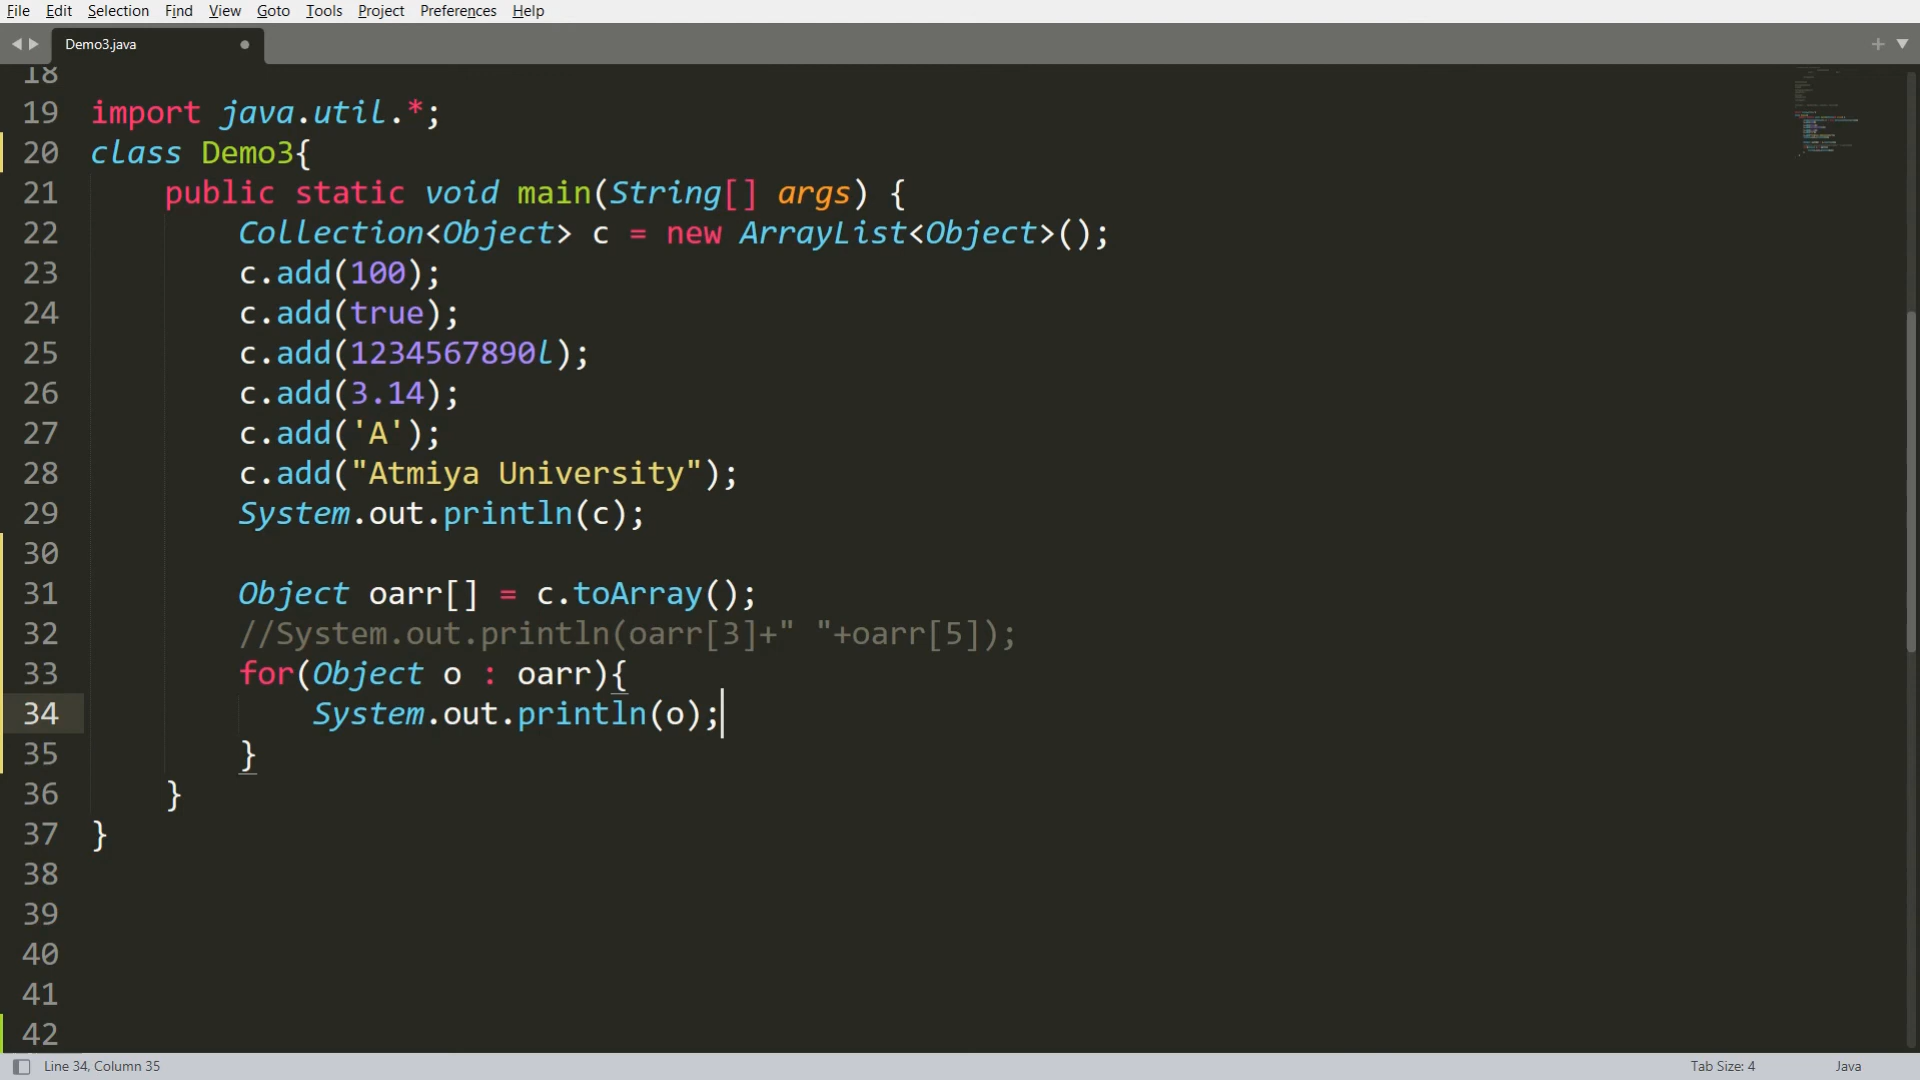 File Edit Selection Find View Goto Tools Project Preferences Help
Demo3.java
18
19 import java.util.*;
20 class Demo3{
21 public static void main(String[] args) {
22 Collection<Object> c = new ArrayList<Object>();
23 c.add(100);
24 c.add(true);
25 c.add(1234567890l);
26 c.add(3.14);
27 c.add('A');
28 c.add("Atmiya University");
29 System.out.println(c);
30
31 Object oarr[] = c.toArray();
32 //System.out.println(oarr[3]+" "+oarr[5]);
33 for(Object o : oarr){
34 System.out.println(o);
35 }
36 }
37 }
38
39
40
41
42
Line 34, Column 35 Tab Size: 4 Java